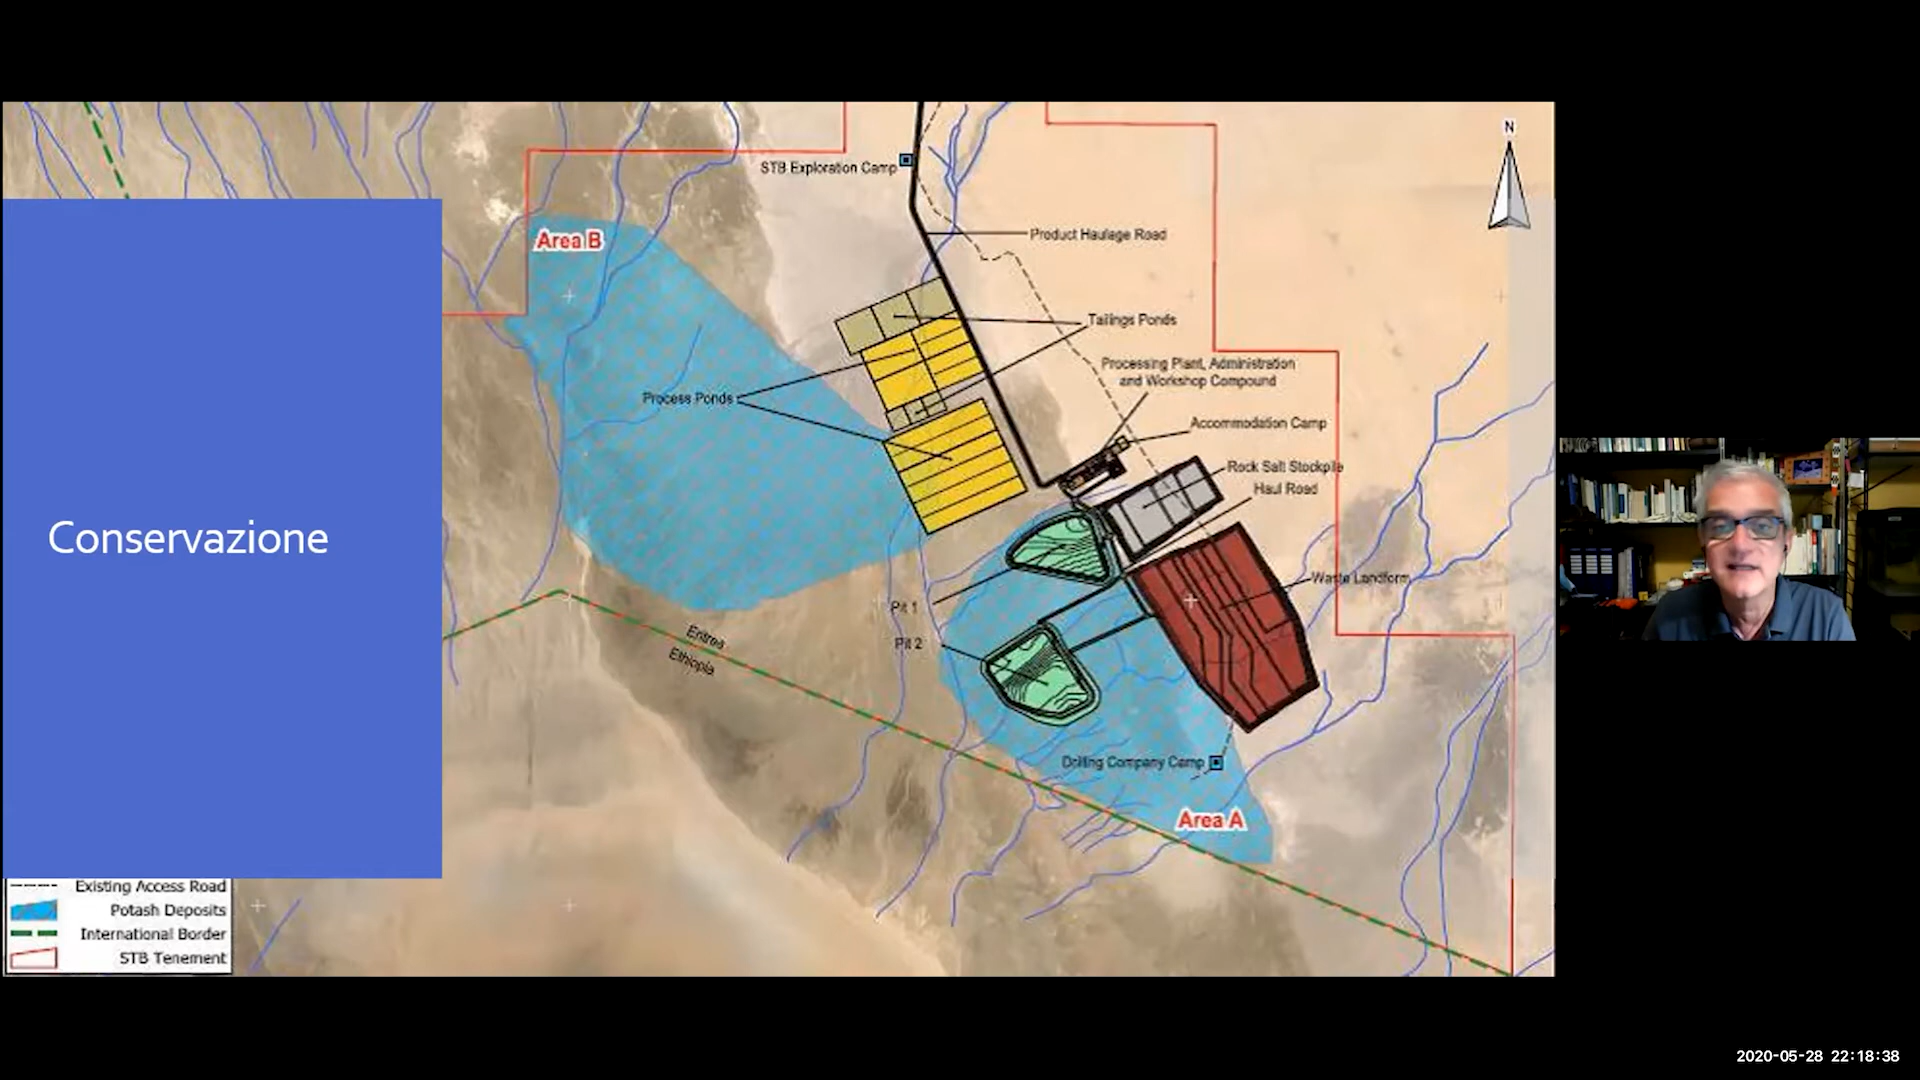 Conservazione
N
STB Exploration Camp
Area B
Product Haulage Road
Tailings Ponds
Processing Plant, Administration
and Workshop Compound
Process Ponds
Accommodation Camp
Rock Salt Stockpile
Haul Road
Waste Landform
Pit 1
Pit 2
Eritrea
Ethiopia
Drilling Company Camp
Area A
Existing Access Road
Potash Deposits
International Border
STB Tenement
2020-05-28 22:18:38